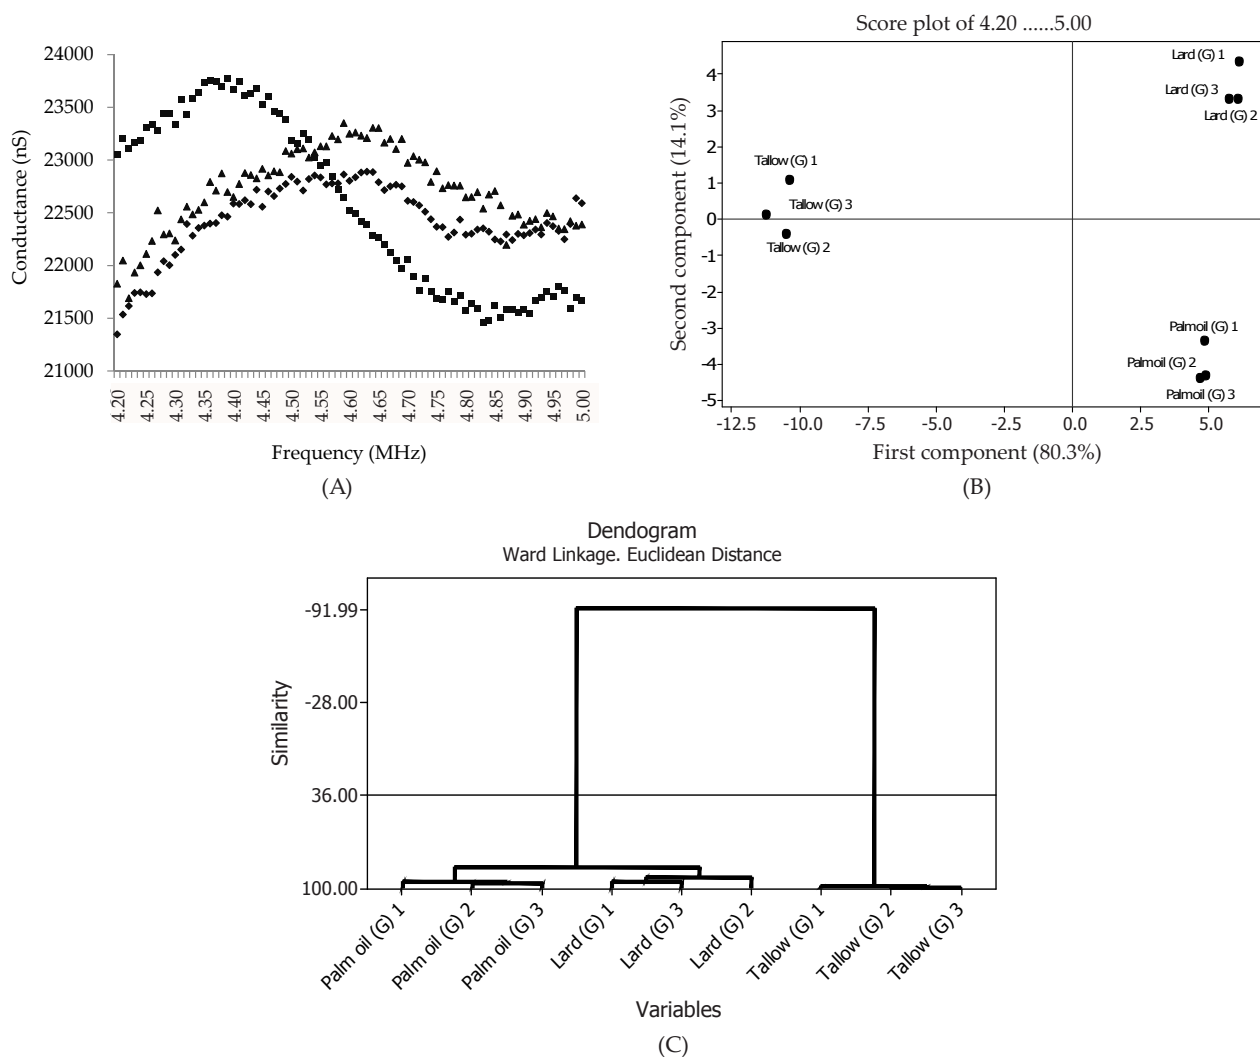 24000
23500
23000
22500
22000
21500
21000
Conductance (nS)
4.20 4.25 4.30 4.35 4.40 4.45 4.50 4.55 4.60 4.65 4.70 4.75 4.80 4.85 4.90 4.95 5.00
Frequency (MHz)
(A)
Score plot of 4.20 ......5.00
Second component (14.1%)
4
3
2
1
0
-1
-2
-3
-4
-5
Lard (G) 1
Lard (G) 3
Lard (G) 2
Tallow (G) 1
Tallow (G) 3
Tallow (G) 2
Palmoil (G) 1
Palmoil (G) 2
Palmoil (G) 3
-12.5 -10.0 -7.5 -5.0 -2.5 0.0 2.5 5.0
First component (80.3%)
(B)
Dendogram
Ward Linkage. Euclidean Distance
Similarity
-91.99
-28.00
36.00
100.00
Palm oil (G) 1
Palm oil (G) 2
Palm oil (G) 3
Lard (G) 1
Lard (G) 3
Lard (G) 2
Tallow (G) 1
Tallow (G) 2
Tallow (G) 3
Variables
(C)